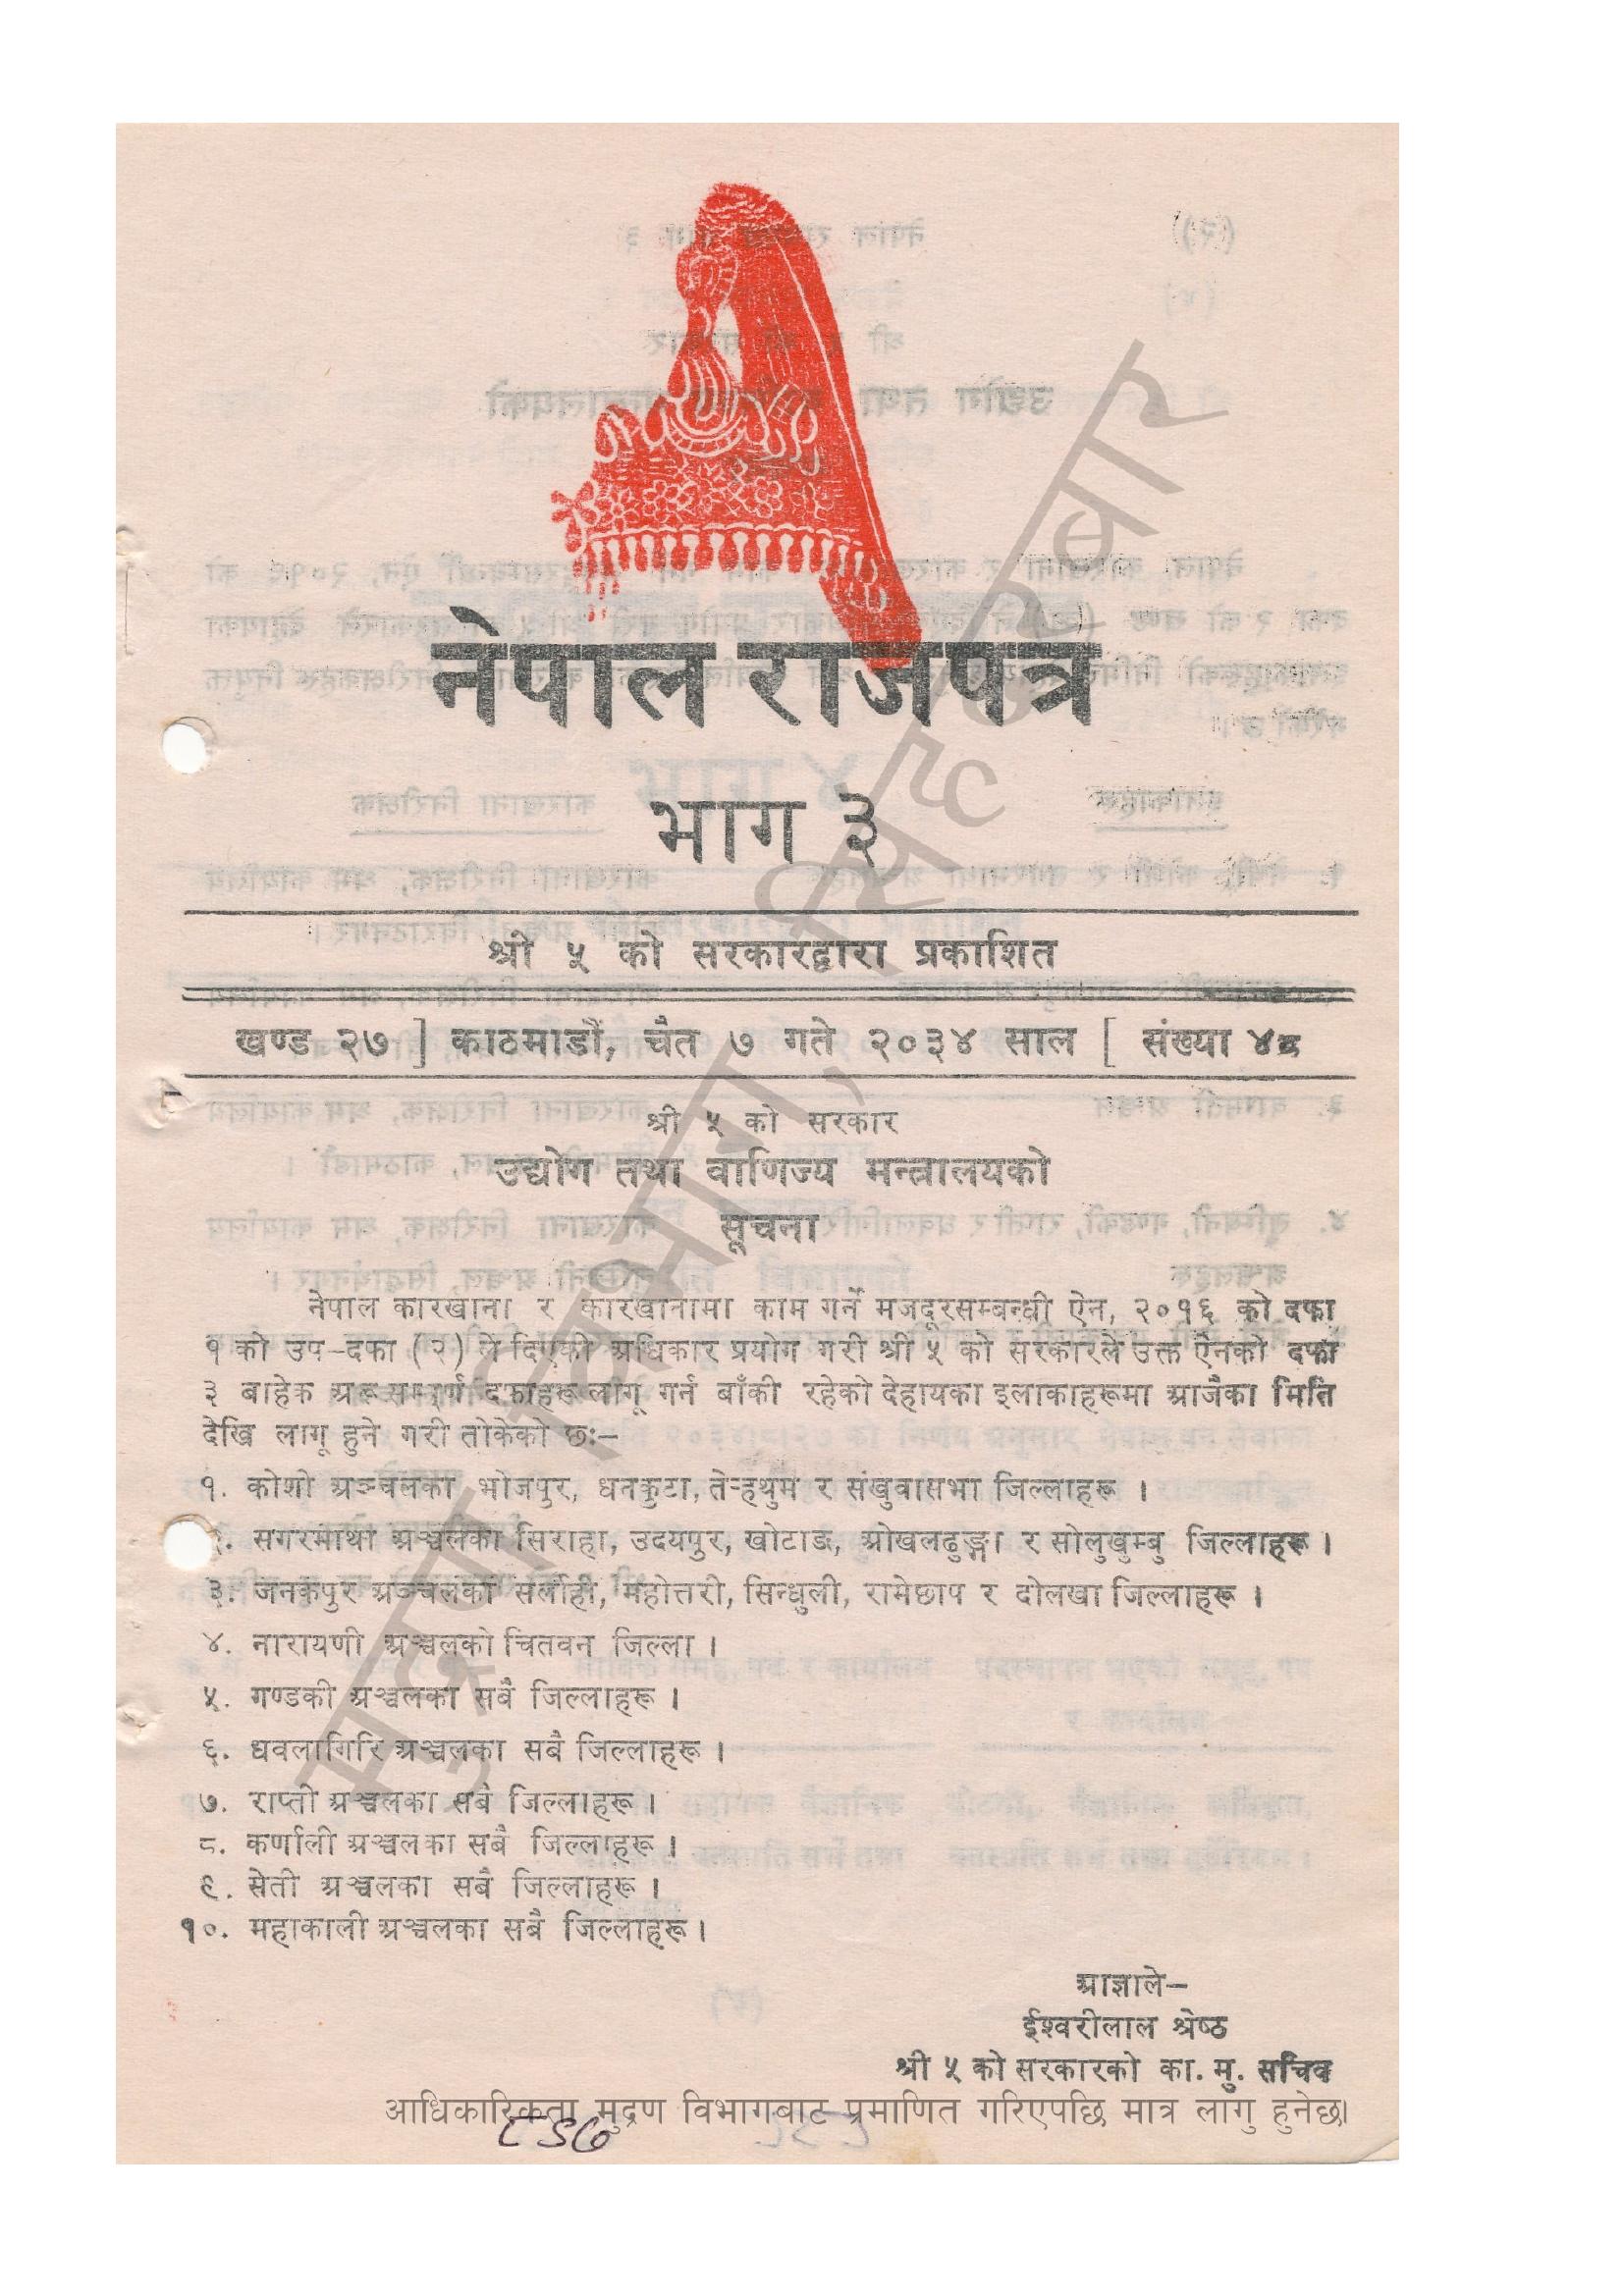 नेपाल राजपत्र
भाग ३
श्री ५ को सरकारद्वारा प्रकाशित
खण्ड २७ ] काठमाडौं, चैत ७ गते २०३४ साल [ संख्या ४८
श्री ५ को सरकार
उद्योग तथा वाणिज्य मन्त्रालयको
सूचना
नेपाल कारखाना र कारखानामा काम गर्ने मजदूरसम्बन्धी ऐन, २०१६ को दफा
१ को उप-दफा (२) ले दिएको अधिकार प्रयोग गरी श्री ५ को सरकारले उक्त ऐनको दफा
३ बाहेक अरू सम्पूर्ण दफाहरू लागू गर्न बाँकी रहेको देहायका इलाकाहरूमा आजैका मिति
देखि लागू हुने गरी तोकेको छः-
१. कोशी अञ्चलका भोजपुर, धनकुटा, तेर्‍हथुम र संखुवासभा जिल्लाहरू ।
२. सगरमाथा अञ्चलका सिराहा, उदयपुर, खोटाङ, ओखलढुङ्गा र सोलुखुम्बु जिल्लाहरू ।
३. जनकपुर अञ्चलका सर्लाही, महोत्तरी, सिन्धुली, रामेछाप र दोलखा जिल्लाहरू ।
४. नारायणी अञ्चलको चितवन जिल्ला ।
५. गण्डकी अञ्चलका सबै जिल्लाहरू ।
६. धवलागिरि अञ्चलका सबै जिल्लाहरू ।
७. राप्ती अञ्चलका सबै जिल्लाहरू ।
८. कर्णाली अञ्चलका सबै जिल्लाहरू ।
९. सेती अञ्चलका सबै जिल्लाहरू ।
१०. महाकाली अञ्चलका सबै जिल्लाहरू ।
आज्ञाले-
ईश्वरीलाल श्रेष्ठ
श्री ५ को सरकारको का. मु. सचिव
आधिकारिकता मुद्रण विभागबाट प्रमाणित गरिएपछि मात्र लागु हुनेछ।
मुद्रण विभाग, सिंहदरबार